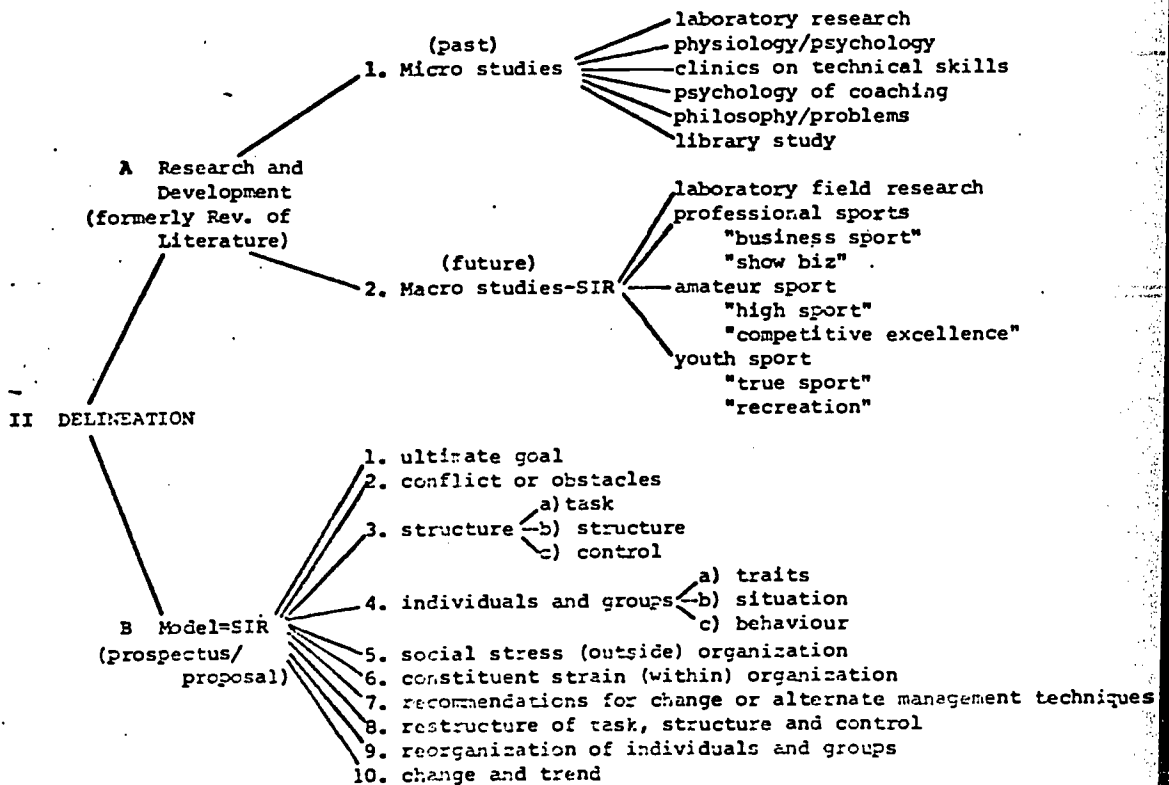 laboratory research
(past)
physiology/psychology
1. Micro studies
clinics on technical skills
psychology of coaching
philosophy/problems
library study
A Research and
Development
(formerly Rev. of
Literature)
laboratory field research
professional sports
"business sport"
"show biz"
(future)
2. Macro studies-SIR
amateur sport
"high sport"
"competitive excellence"
youth sport
"true sport"
"recreation"
II DELINEATION
1. ultimate goal
2. conflict or obstacles
3. structure
a) task
b) structure
c) control
4. individuals and groups
a) traits
b) situation
c) behaviour
B Model=SIR
(prospectus/
proposal)
5. social stress (outside) organization
6. constituent strain (within) organization
7. recommendations for change or alternate management techniques
8. restructure of task, structure and control
9. reorganization of individuals and groups
10. change and trend